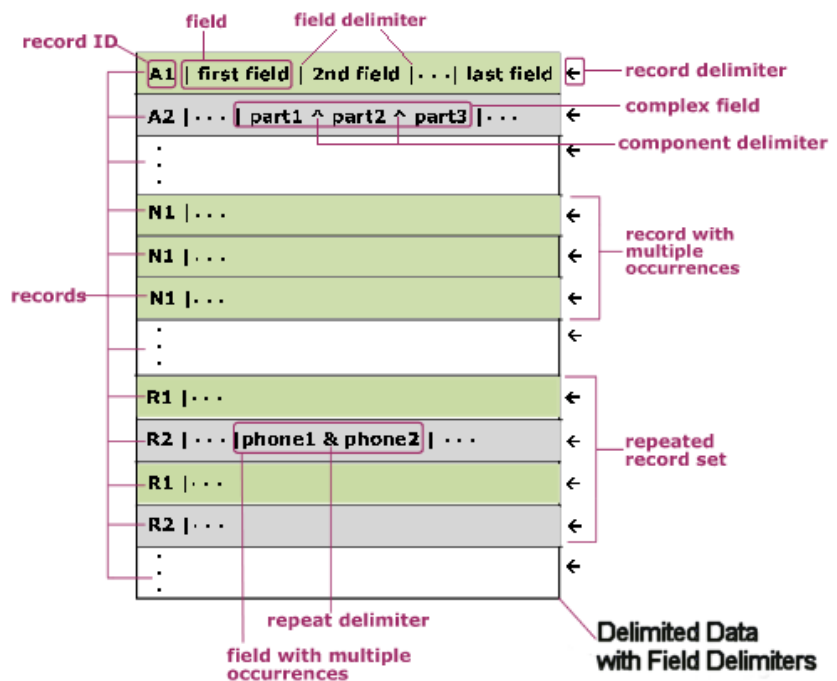 field
field delimiter
record ID
A1 | first field | 2nd field |...| last field ←
record delimiter
complex field
A2 |... | part1 ^ part2 ^ part3 |... ←
component delimiter
. . . ←
N1 |... ←
record with
multiple
occurrences
N1 |... ←
records
N1 |... ←
. . . ←
R1 |... ←
R2 |... |phone1 & phone2 | ... ←
repeated
record set
R1 |... ←
R2 |... ←
. . . ←
repeat delimiter
field with multiple
occurrences
Delimited Data
with Field Delimiters